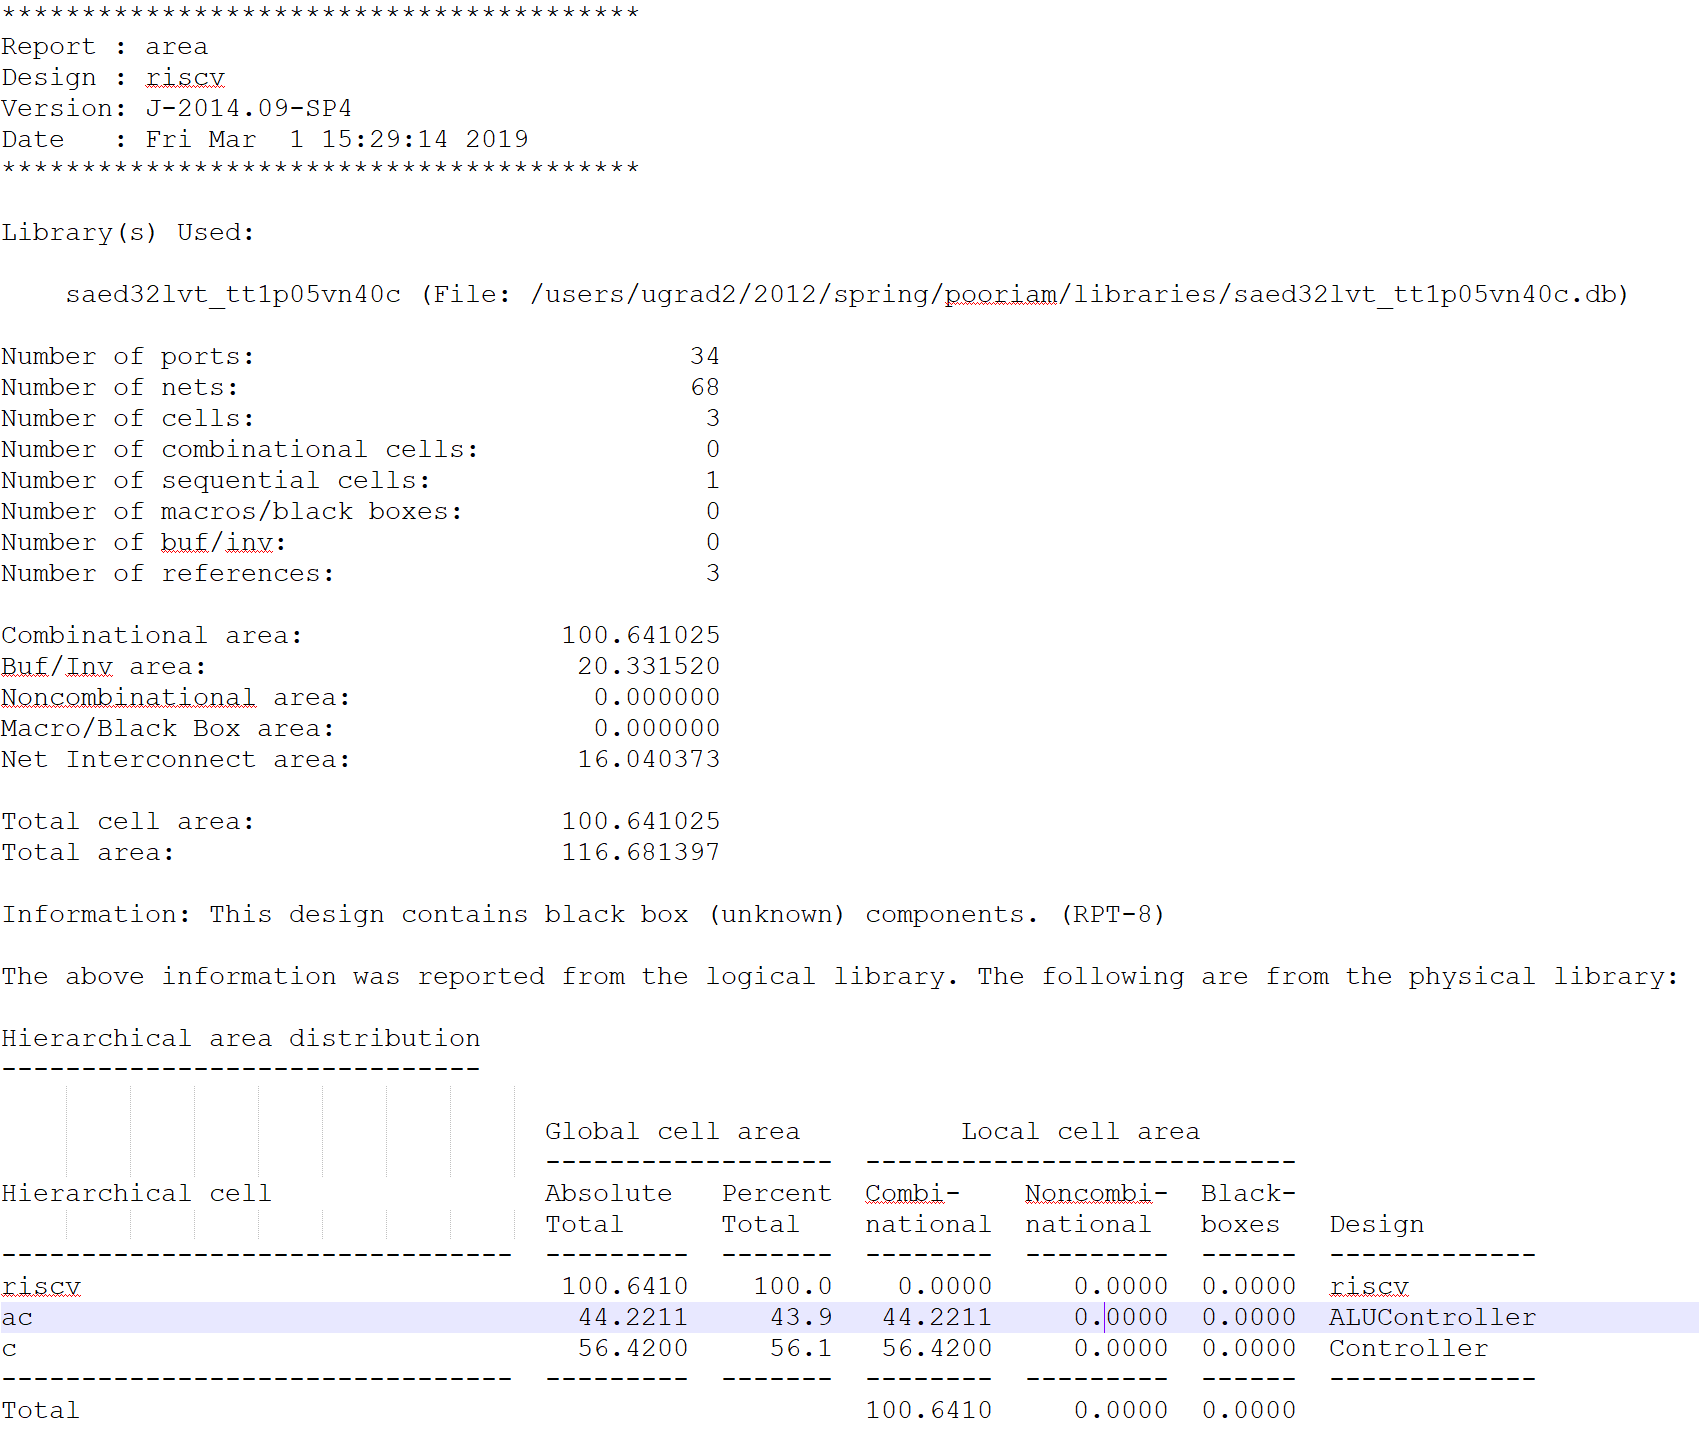 ****************************************
Report : area
Design : riscv
Version: J-2014.09-SP4
Date   : Fri Mar  1 15:29:14 2019
****************************************
Library(s) Used:
saed32lvt_tt1p05vn40c (File: /users/ugrad2/2012/spring/pooriam/libraries/saed32lvt_tt1p05vn40c.db)
Number of ports: 34
Number of nets: 68
Number of cells: 3
Number of combinational cells: 0
Number of sequential cells: 1
Number of macros/black boxes: 0
Number of buf/inv: 0
Number of references: 3
Combinational area: 100.641025
Buf/Inv area: 20.331520
Noncombinational area: 0.000000
Macro/Black Box area: 0.000000
Net Interconnect area: 16.040373
Total cell area: 100.641025
Total area: 116.681397
Information: This design contains black box (unknown) components. (RPT-8)
The above information was reported from the logical library. The following are from the physical library:
Hierarchical area distribution
------------------------------
Global cell area Local cell area
------------------ ---------------------------
Hierarchical cell Absolute Percent Combi- Noncombi- Black-
Total Total national national boxes Design
-------------------------------- --------- ------- -------- --------- ------ -------------
riscv 100.6410 100.0 0.0000 0.0000 0.0000 riscv
ac 44.2211 43.9 44.2211 0.0000 0.0000 ALUController
c 56.4200 56.1 56.4200 0.0000 0.0000 Controller
-------------------------------- --------- ------- -------- --------- ------ -------------
Total 100.6410 0.0000 0.0000